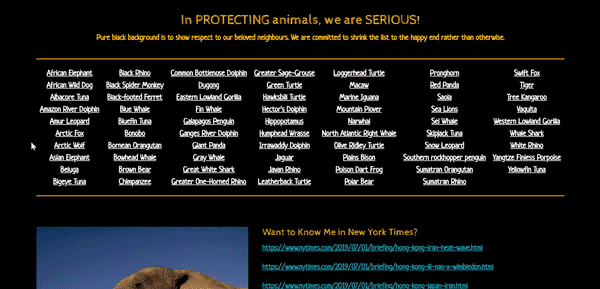 In PROTECTING animals, we are SERIOUS!
Pure black background is to show respect to our beloved neighbours. We are committed to shrink the list to the happy end rather than otherwise.
African Elephant Black Rhino Common Bottlenose Dolphin Greater Sage-Grouse Loggerhead Turtle Pronghorn Swift Fox
African Wild Dog Black Spider Monkey Dugong Green Turtle Macaw Red Panda Tiger
Albacore Tuna Black-footed Ferret Eastern Lowland Gorilla Hawksbill Turtle Marine Iguana Saola Tree Kangaroo
Amazon River Dolphin Blue Whale Fin Whale Hector's Dolphin Mountain Plover Sea Lions Vaquita
Amur Leopard Bluefin Tuna Galapagos Penguin Hippopotamus Narwhal Sei Whale Western Lowland Gorilla
Arctic Fox Bonobo Ganges River Dolphin Humphead Wrasse North Atlantic Right Whale Skipjack Tuna Whale Shark
Arctic Wolf Bornean Orangutan Giant Panda Irrawaddy Dolphin Olive Ridley Turtle Snow Leopard White Rhino
Asian Elephant Bowhead Whale Gray Whale Jaguar Plains Bison Southern rockhopper penguin Yangtze Finless Porpoise
Beluga Brown Bear Great White Shark Javan Rhino Poison Dart Frog Sumatran Orangutan Yellowfin Tuna
Bigeye Tuna Chimpanzee Greater One-Horned Rhino Leatherback Turtle Polar Bear Sumatran Rhino
Want to Know Me in New York Times?
https://www.nytimes.com/2019/07/01/briefing/hong-kong-iran-heat-wave.html
https://www.nytimes.com/2019/07/01/briefing/hong-kong-ill-nas-x-wimbledon.html
https://www.nytimes.com/2019/07/01/briefing/hong-kong-japan-iran.html